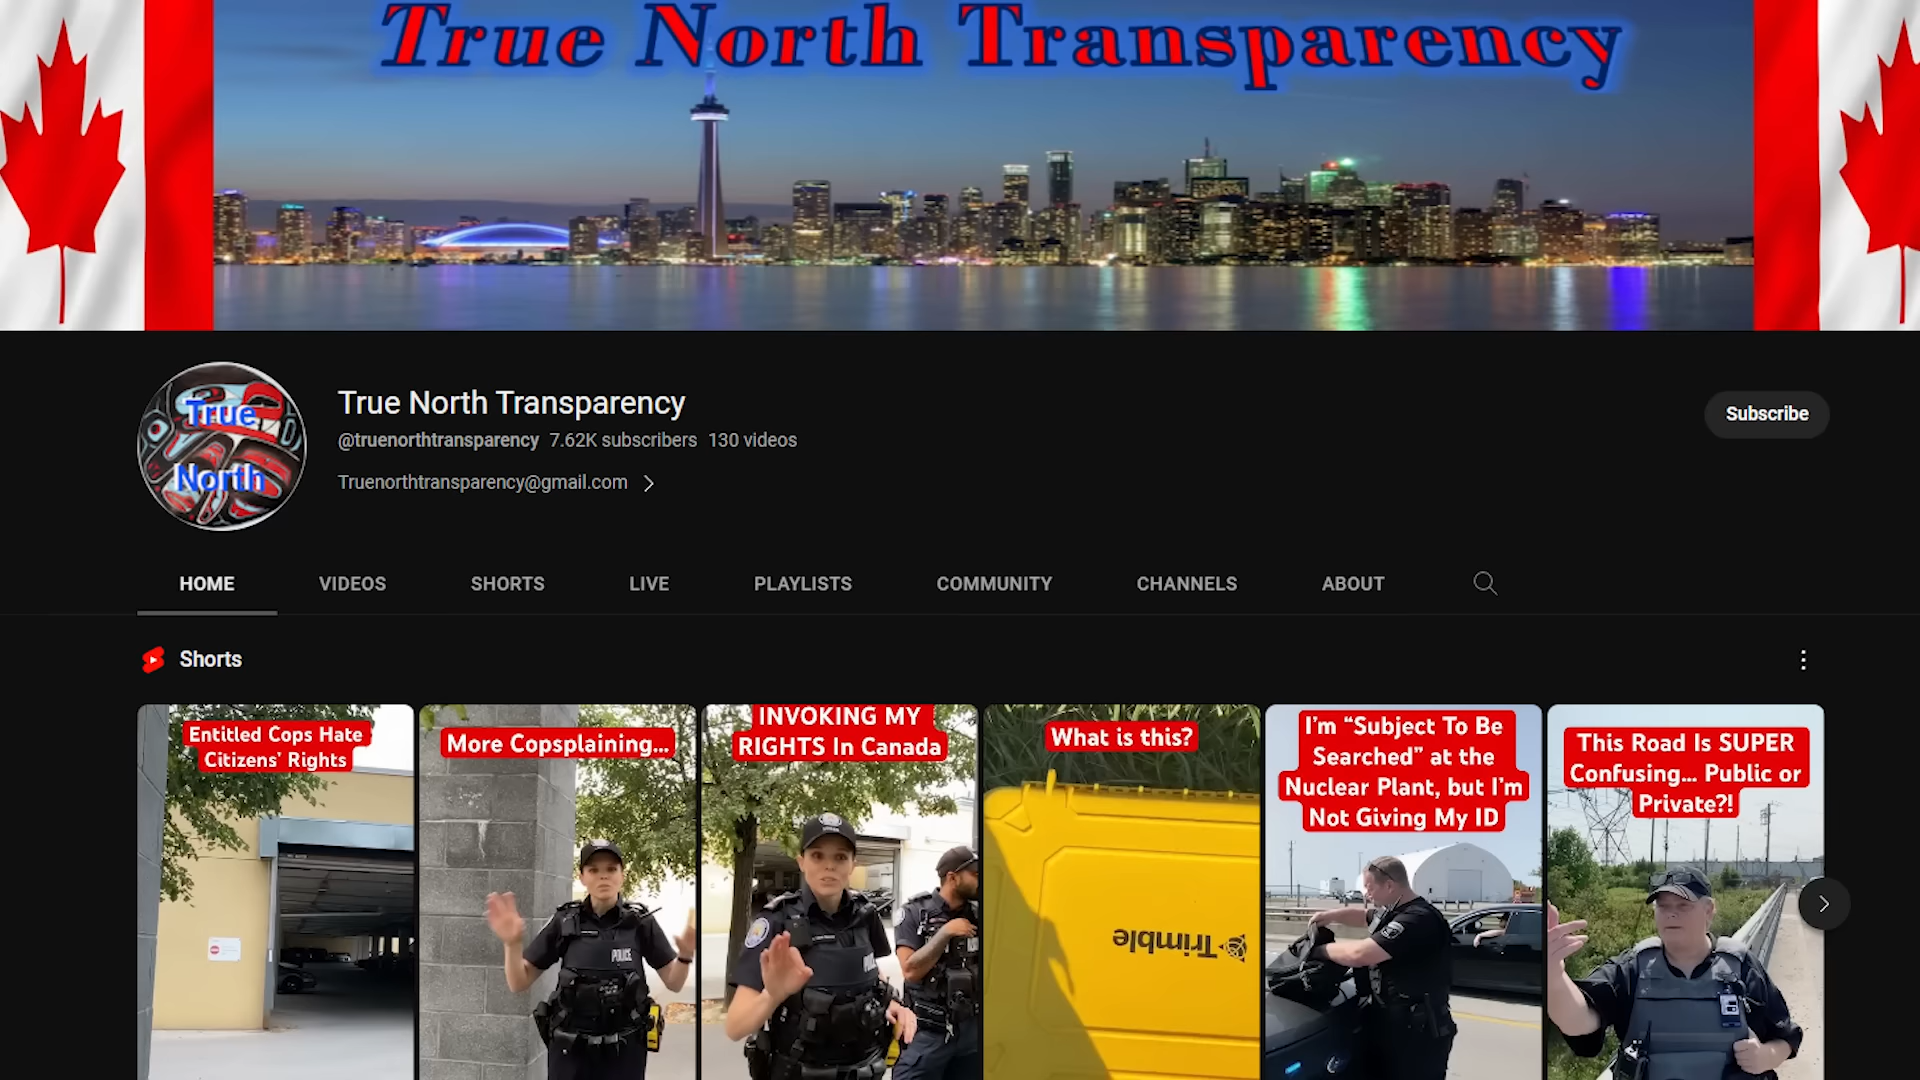 True North Transparency
True
North
True North Transparency
@truenorthtransparency 7.62K subscribers 130 videos
Truenorthtransparency@gmail.com
Subscribe
HOME VIDEOS SHORTS LIVE PLAYLISTS COMMUNITY CHANNELS ABOUT
Shorts
Entitled Cops Hate
Citizens' Rights
More Copsplaining...
POLICE
INVOKING MY
RIGHTS In Canada
What is this?
Trimble
I'm “Subject To Be
Searched” at the
Nuclear Plant, but I'm
Not Giving My ID
This Road Is SUPER
Confusing... Public or
Private?!